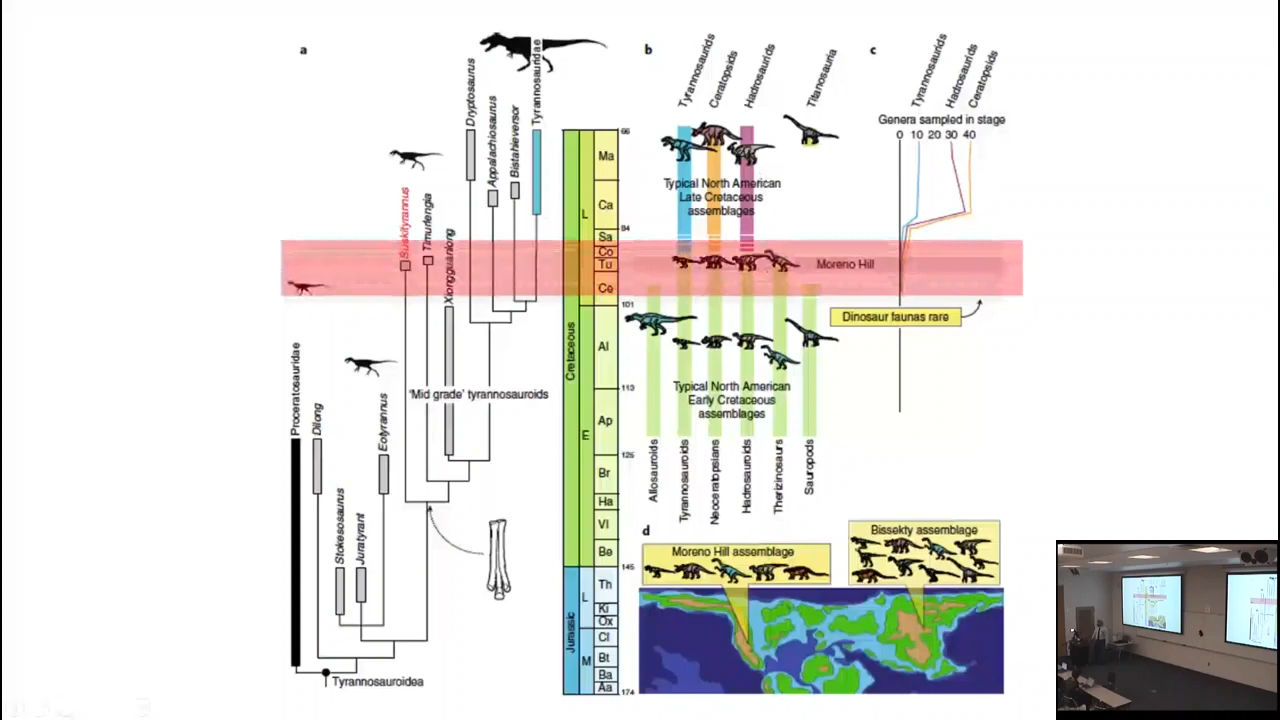 a
Proceratosauridae
Dilong
Stokesosaurus
Juratyrant
Eotyrannus
Suskityrannus
Timurlengia
Xiongguanlong
Dryptosaurus
Appalachiosaurus
Bistahieversor
Tyrannosauridae
'Mid grade' tyrannosauroids
Tyrannosauroidea
Cretaceous
L
E
Jurassic
L
M
Ma
Ca
Sa
Co
Tu
Ce
Al
Ap
Br
Ha
Vl
Be
Th
Ki
Ox
Cl
Bt
Ba
Aa
66
84
101
113
125
145
174
b
Tyrannosaurids
Ceratopsids
Hadrosaurids
Titanosauria
Typical North American
Late Cretaceous
assemblages
Moreno Hill
Typical North American
Early Cretaceous
assemblages
Allosauroids
Tyrannosauroids
Neoceratopsians
Hadrosauroids
Therizinosaurs
Sauropods
c
Tyrannosaurids
Hadrosaurids
Ceratopsids
Genera sampled in stage
0 10 20 30 40
Dinosaur faunas rare
d
Moreno Hill assemblage
Bissekty assemblage